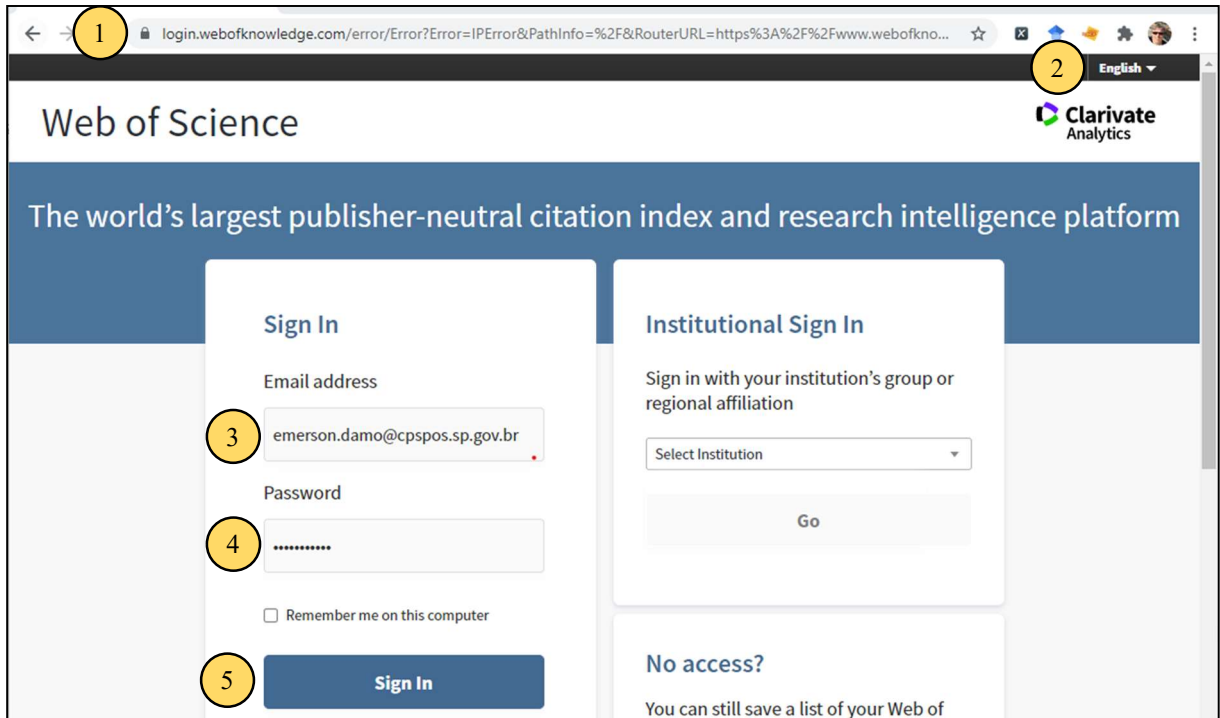 1
login.webofknowledge.com/error/Error?Error=IPError&PathInfo=%2F&RouterURL=https%3A%2F%2Fwww.webofkno...
X
2
English
Web of Science
Clarivate
Analytics
The world's largest publisher-neutral citation index and research intelligence platform
Sign In
Email address
3
emerson.damo@cpspos.sp.gov.br
Password
4
•••••••••••
Remember me on this computer
5
Sign In
Institutional Sign In
Sign in with your institution's group or
regional affiliation
Select Institution
Go
No access?
You can still save a list of your Web of